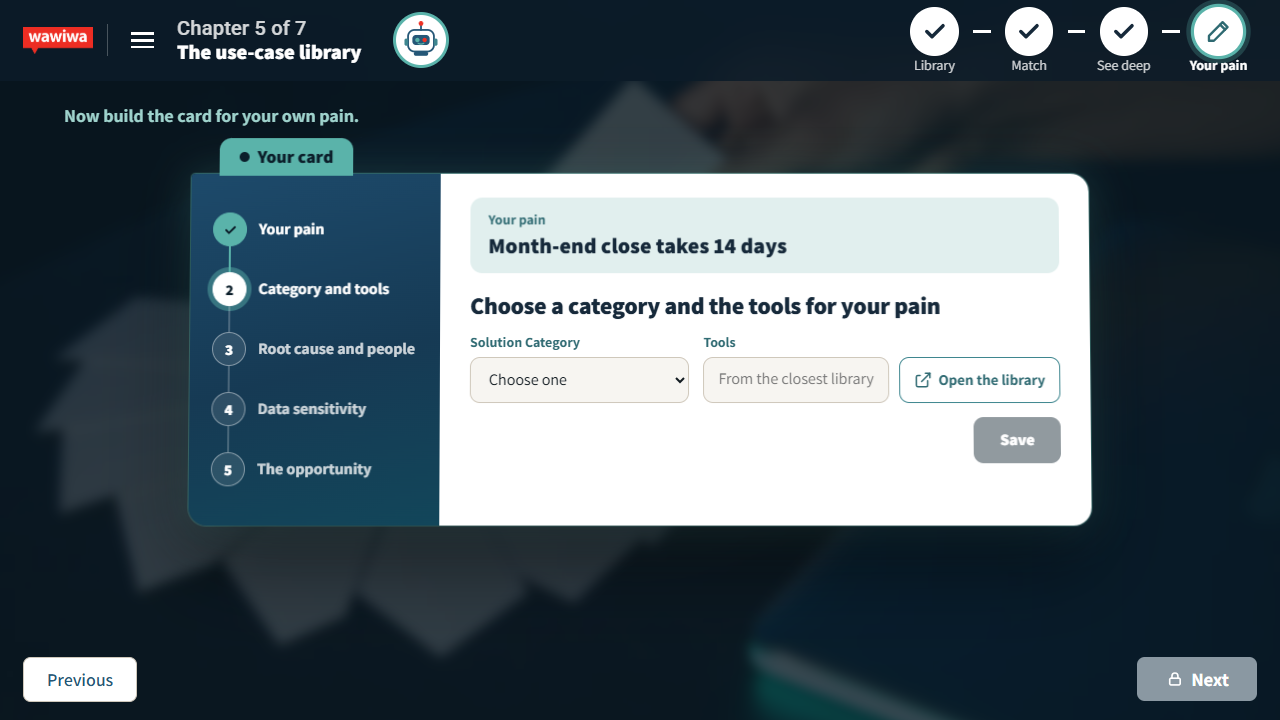 wawiwa
Chapter 5 of 7
The use-case library
Library
Match
See deep
Your pain
Now build the card for your own pain.
Your card
Your pain
2 Category and tools
3 Root cause and people
4 Data sensitivity
5 The opportunity
Your pain
Month-end close takes 14 days
Choose a category and the tools for your pain
Solution Category
Tools
Choose one
From the closest library
Open the library
Save
Previous
Next